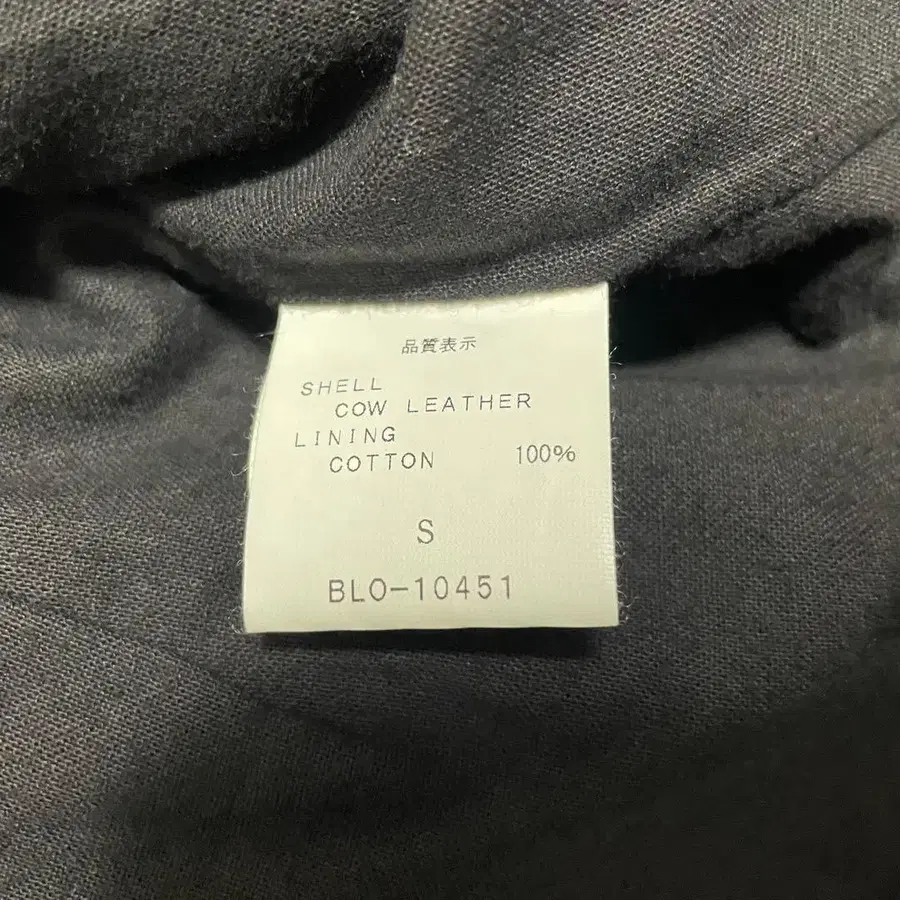 品質表示
SHELL
COW LEATHER
LINING
COTTON 100%
S
BLO-10451